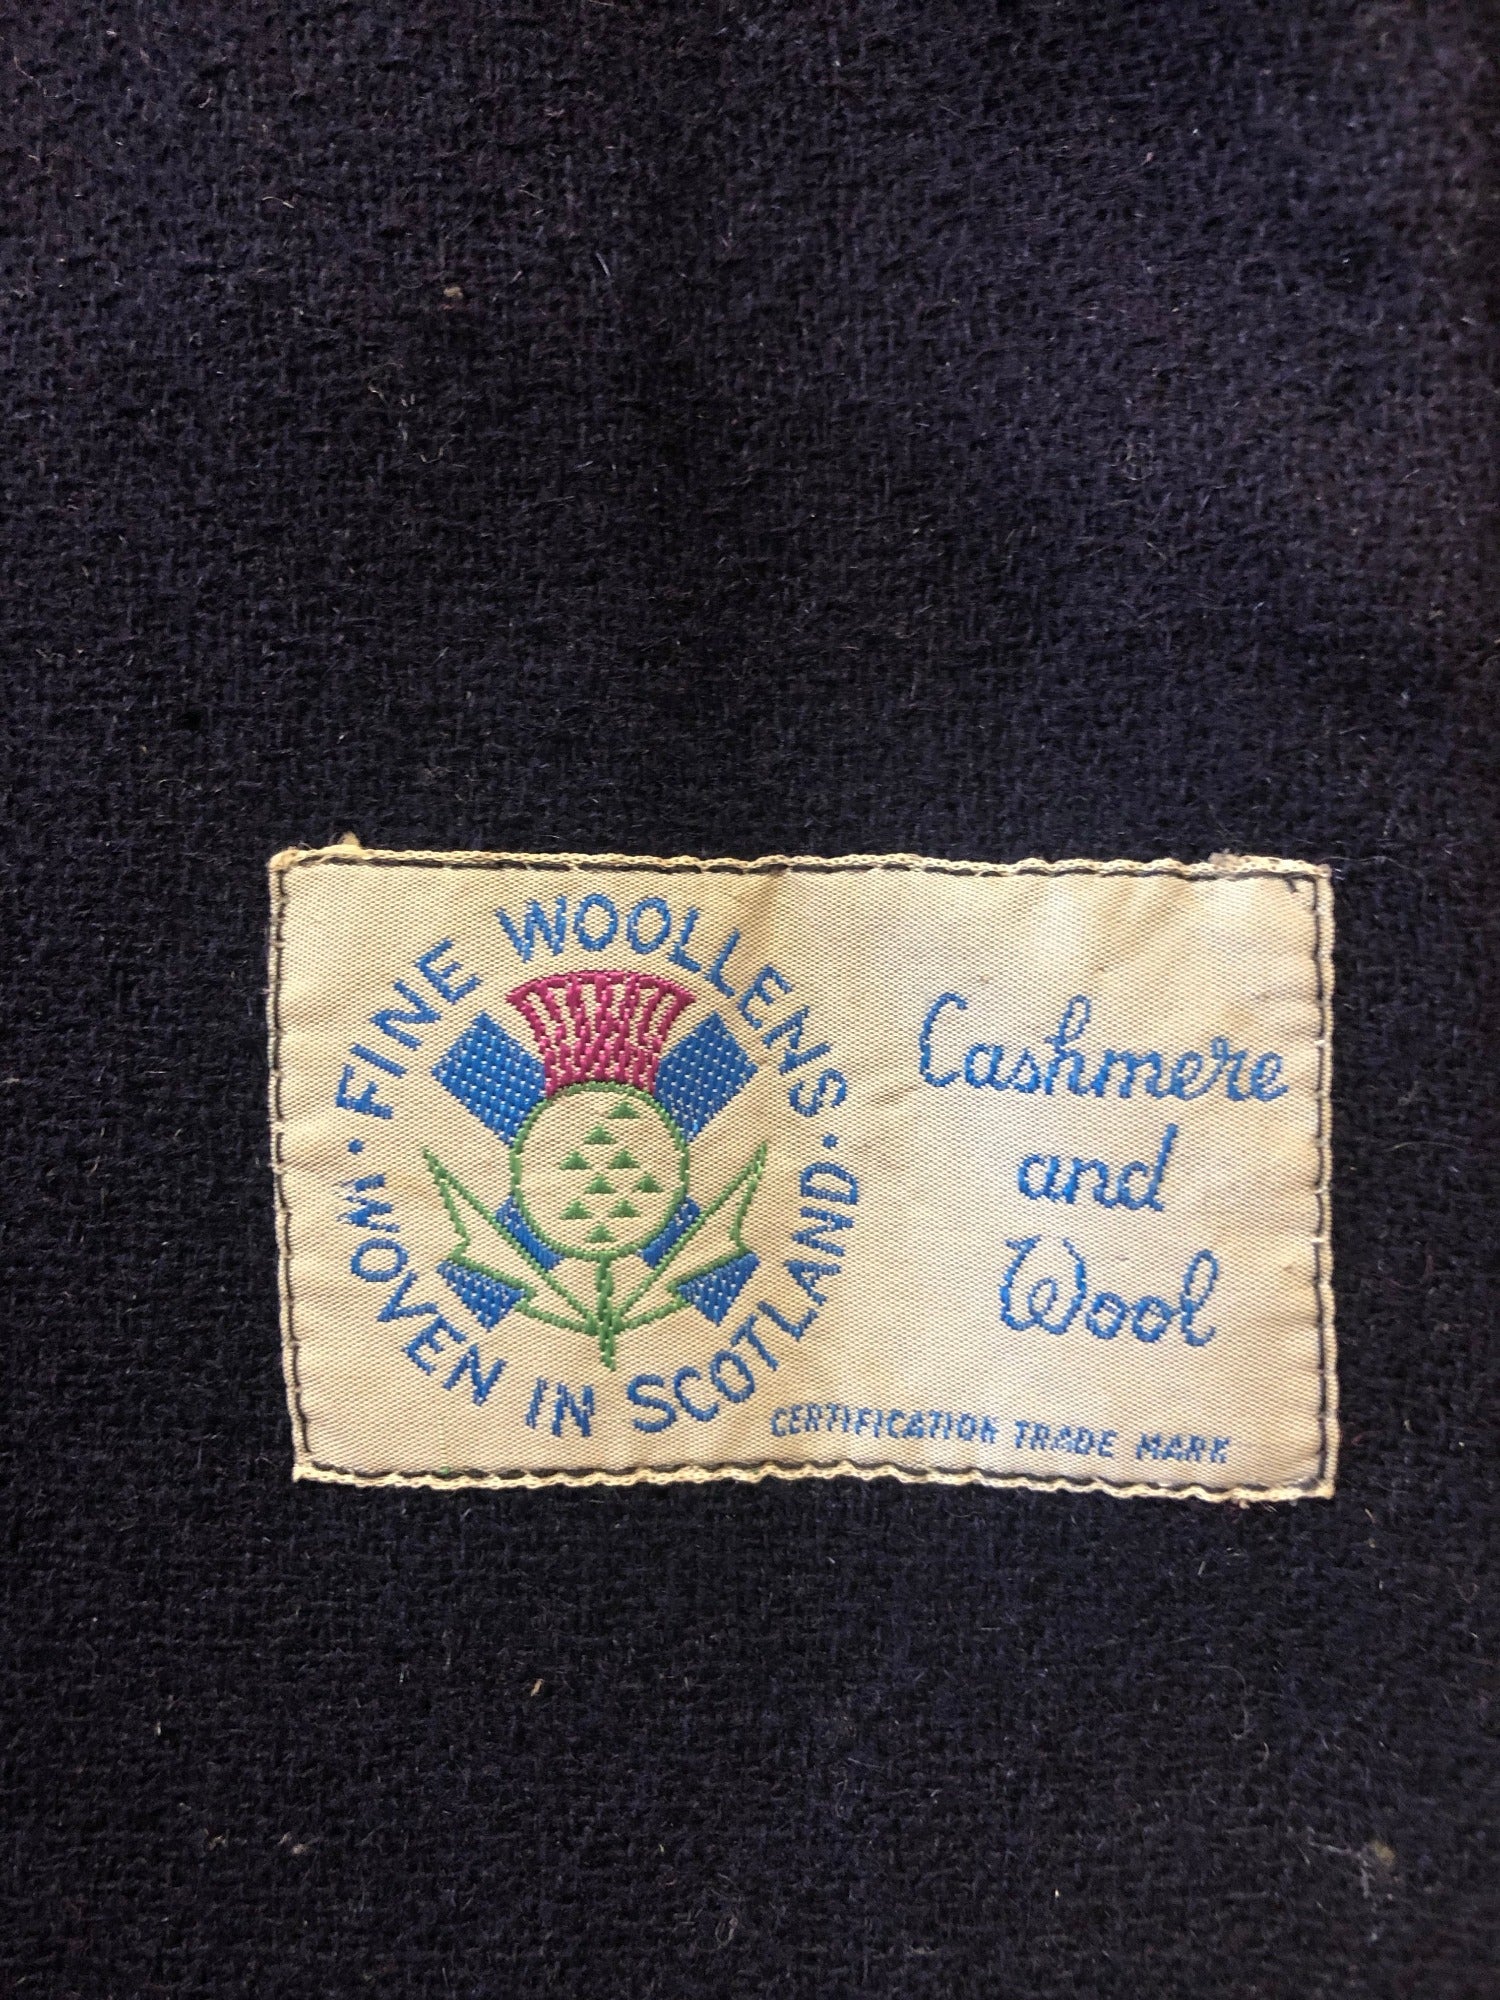 FINE WOOLLENS
· WOVEN IN SCOTLAND ·
Cashmere
and
Wool
CERTIFICATION TRADE MARK